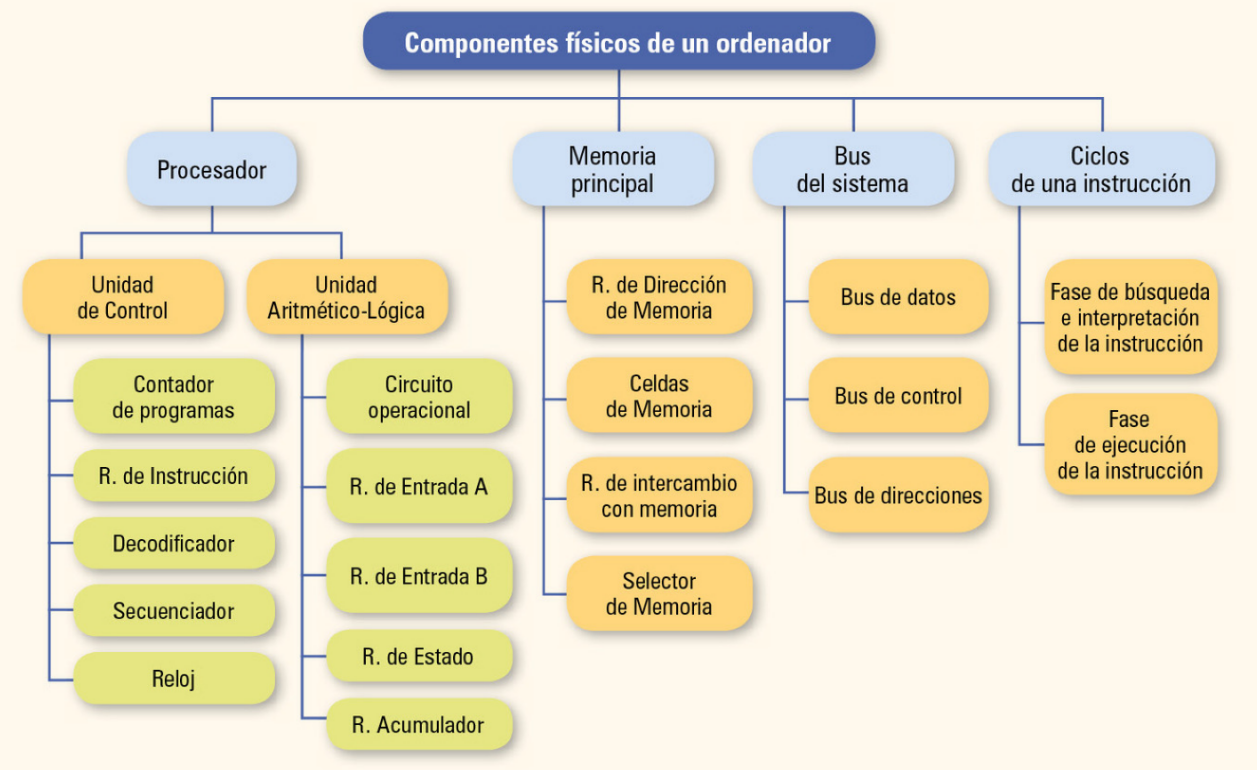 Componentes físicos de un ordenador
Procesador
Memoria
principal
Bus
del sistema
Ciclos
de una instrucción
Unidad
de Control
Unidad
Aritmético-Lógica
Contador
de programas
R. de Instrucción
Decodificador
Secuenciador
Reloj
Circuito
operacional
R. de Entrada A
R. de Entrada B
R. de Estado
R. Acumulador
R. de Dirección
de Memoria
Celdas
de Memoria
R. de intercambio
con memoria
Selector
de Memoria
Bus de datos
Bus de control
Bus de direcciones
Fase de búsqueda
e interpretación
de la instrucción
Fase
de ejecución
de la instrucción